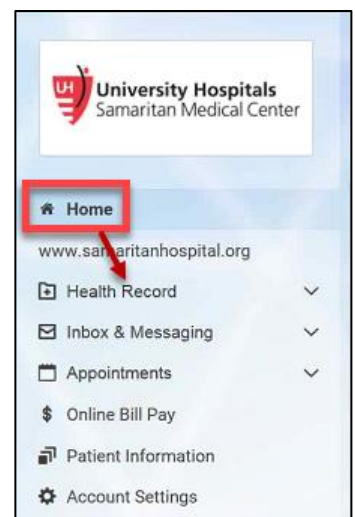 UH
University Hospitals
Samaritan Medical Center
Home
www.samaritanhospital.org
Health Record
Inbox & Messaging
Appointments
$ Online Bill Pay
Patient Information
Account Settings